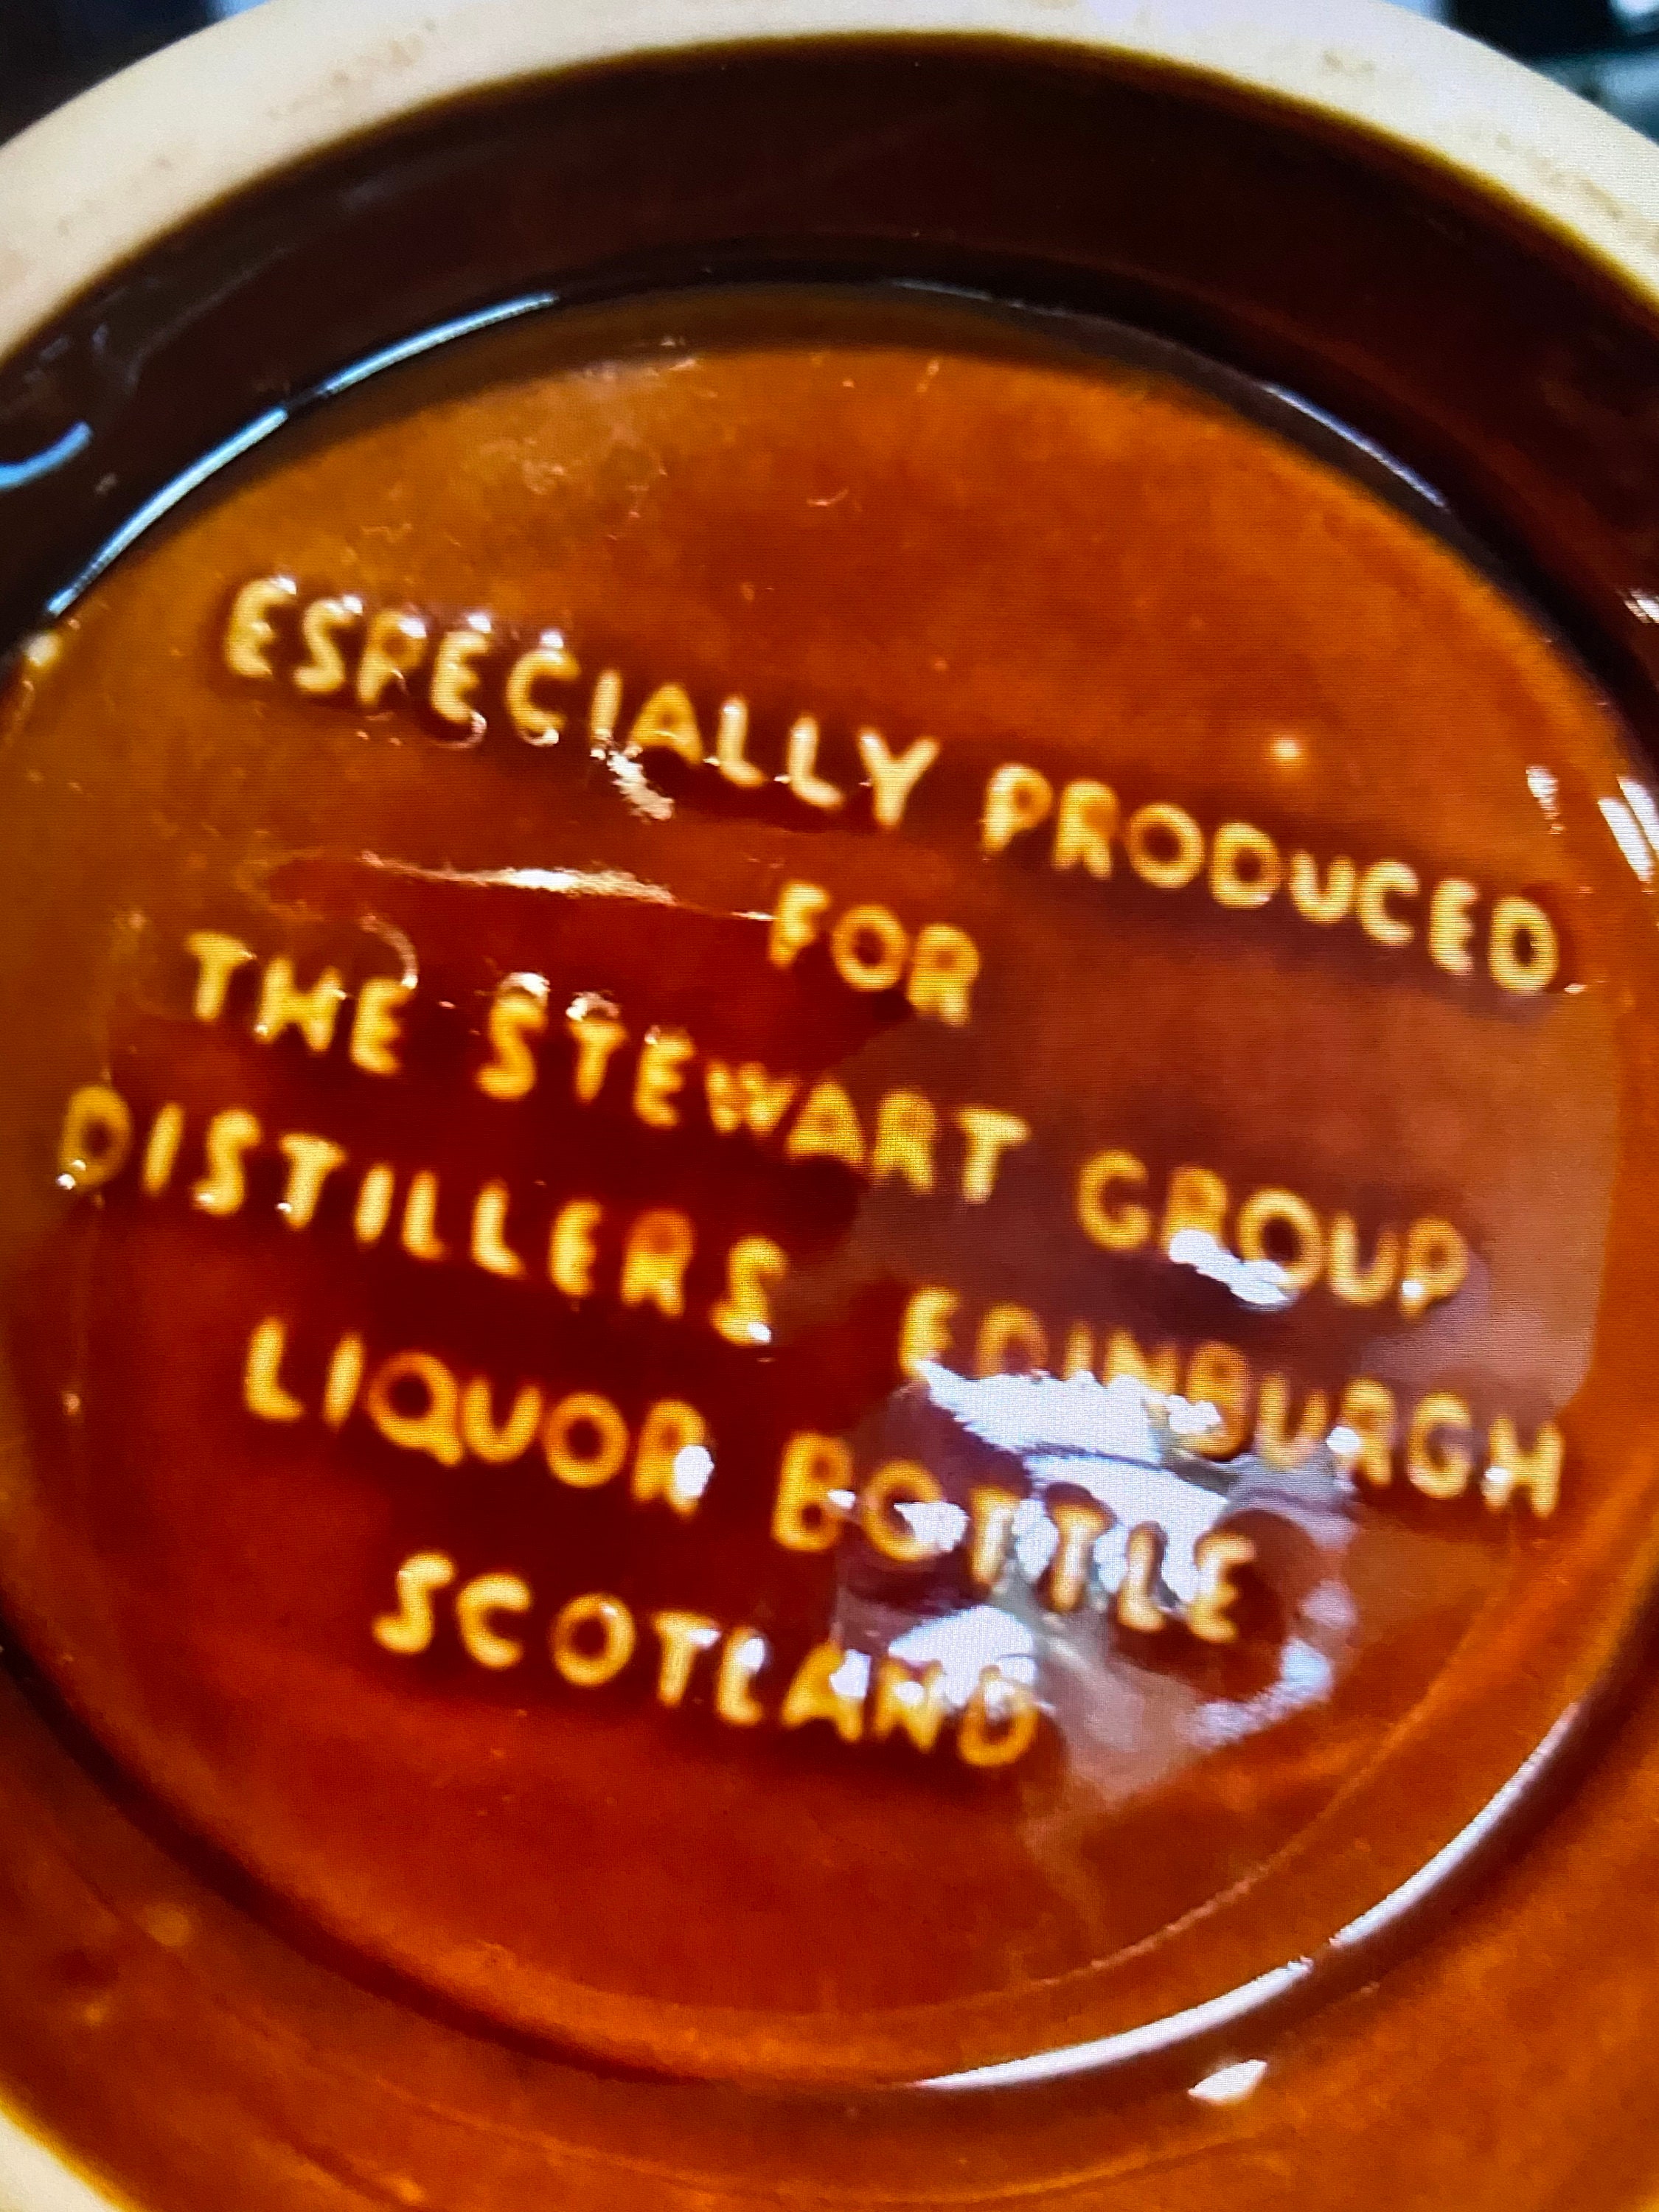 ESPECIALLY PRODUCED
FOR
THE STEWART GROUP
DISTILLERS EDINBURGH
LIQUOR BOTTLE
SCOTLAND